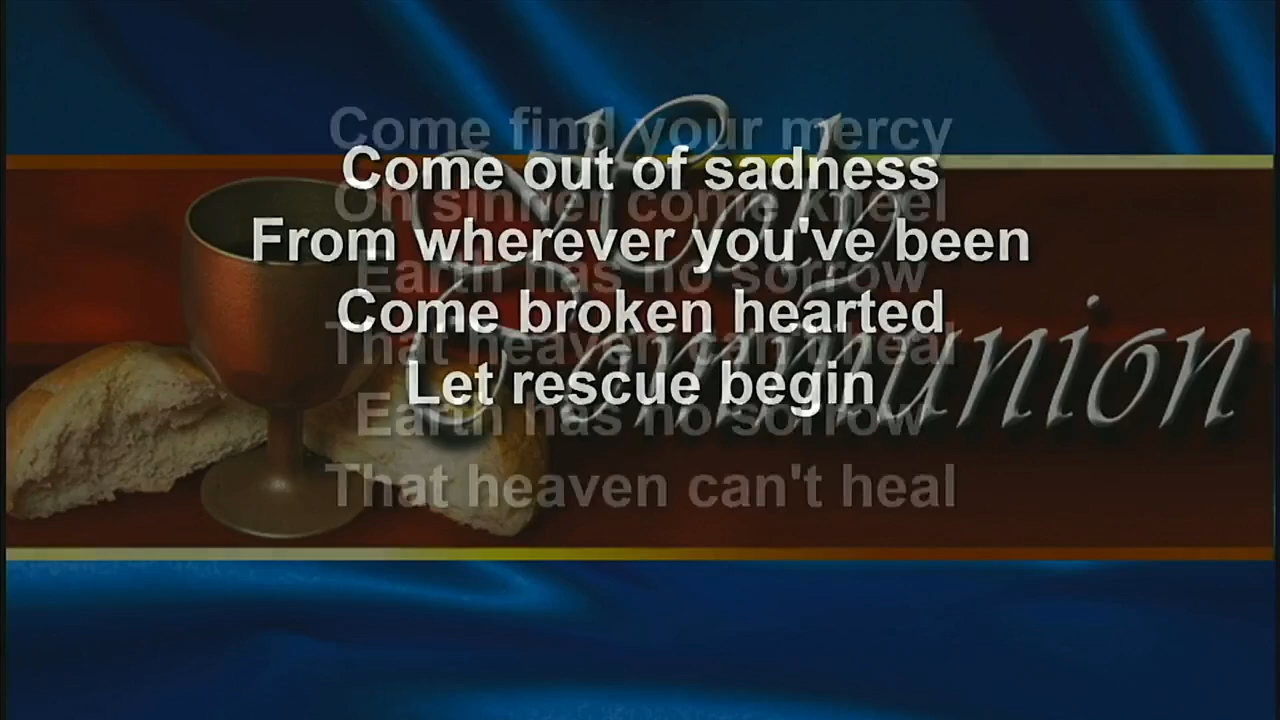 Come find your mercy
Come out of sadness
Oh sinner come kneel
From wherever you've been
Earth has no sorrow
Come broken hearted
That heaven can't heal
Let rescue begin
Earth has no sorrow
That heaven can't heal
Holy
Communion